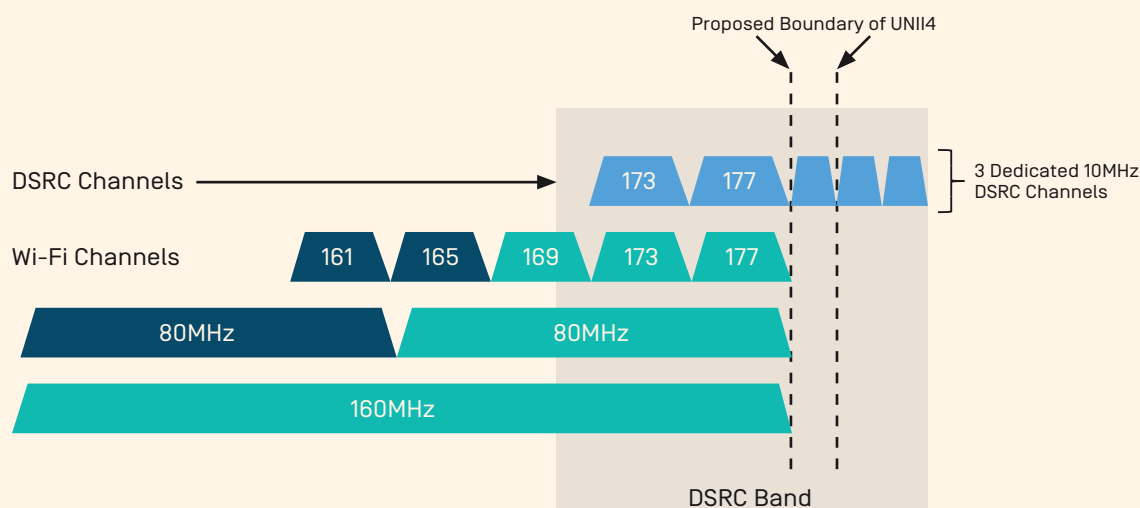 Proposed Boundary of UNII4
DSRC Channels
173
177
3 Dedicated 10MHz
DSRC Channels
Wi-Fi Channels
161
165
169
173
177
80MHz
80MHz
160MHz
DSRC Band